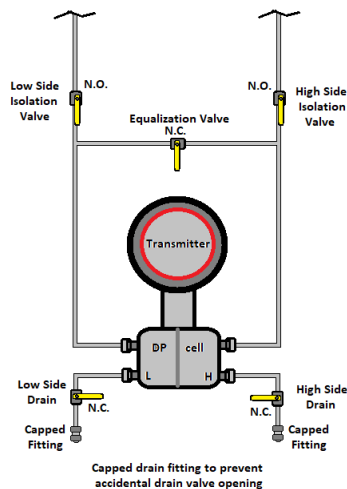 Low Side
Isolation
Valve
N.O.
N.O.
High Side
Isolation
Valve
Equalization Valve
N.C.
Transmitter
DP
cell
L
H
Low Side
Drain
N.C.
Capped
Fitting
High Side
Drain
N.C.
Capped
Fitting
Capped drain fitting to prevent
accidental drain valve opening